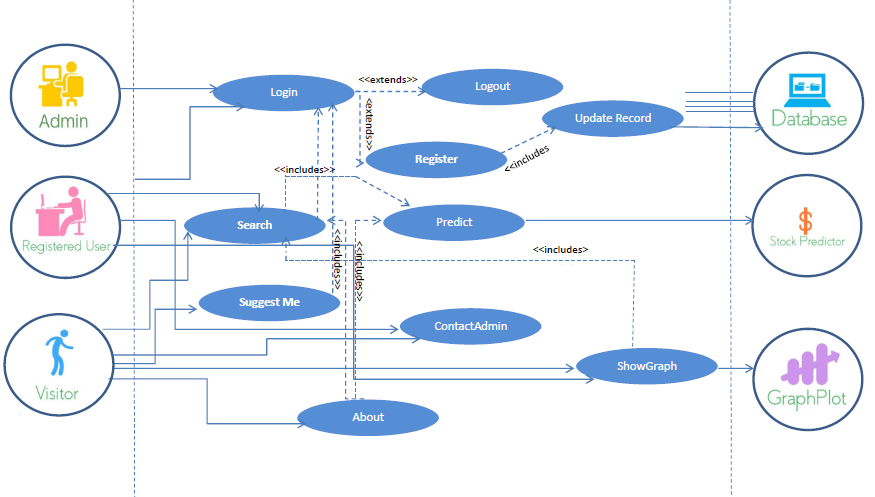 Admin
Login
<<extends>>
Logout
<<extends>>
Update Record
Database
Register
<<includes
<<includes>>
Registered User
Search
Predict
Stock Predictor
<<includes>>
<<includes>>
<<includes>
Suggest Me
ContactAdmin
Visitor
ShowGraph
GraphPlot
About